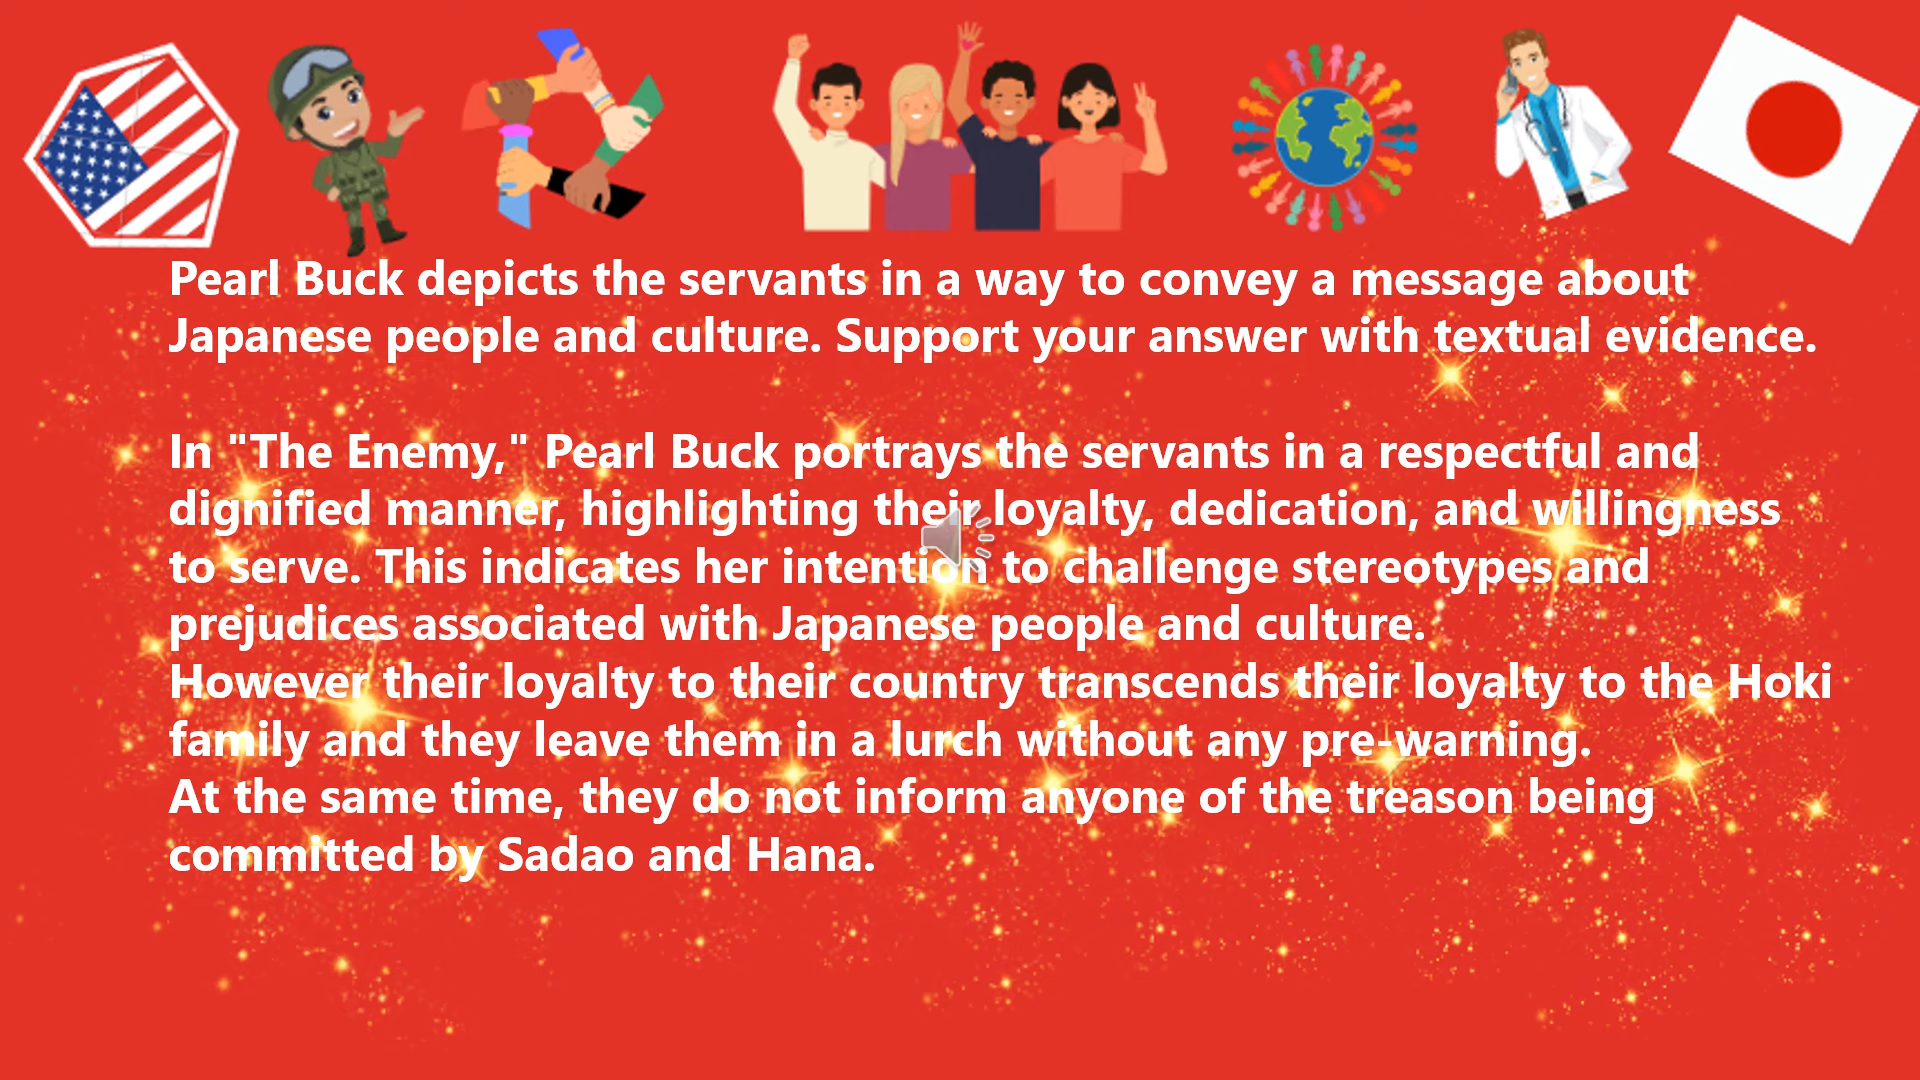 Pearl Buck depicts the servants in a way to convey a message about
Japanese people and culture. Support your answer with textual evidence.
In "The Enemy," Pearl Buck portrays the servants in a respectful and
dignified manner, highlighting their loyalty, dedication, and willingness
to serve. This indicates her intention to challenge stereotypes and
prejudices associated with Japanese people and culture.
However their loyalty to their country transcends their loyalty to the Hoki
family and they leave them in a lurch without any pre-warning.
At the same time, they do not inform anyone of the treason being
committed by Sadao and Hana.